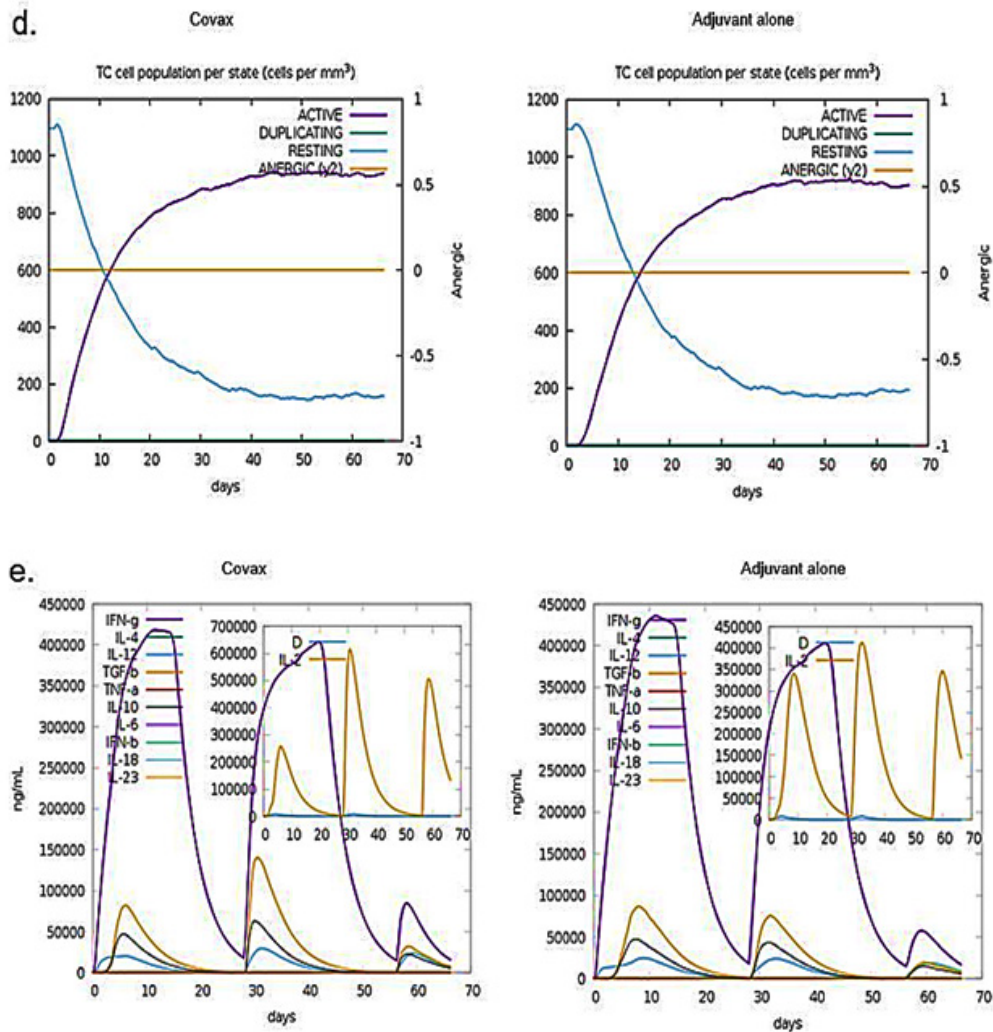 d.
Covax
Adjuvant alone
TC cell population per state (cells per mm³)
1200
1000
800
600
400
200
0
1
0.5
0
-0.5
-1
Anergic
ACTIVE
DUPLICATING
RESTING
ANERGIC (y2)
0 10 20 30 40 50 60 70
days
TC cell population per state (cells per mm³)
1200
1000
800
600
400
200
0
1
0.5
0
-0.5
-1
Anergic
ACTIVE
DUPLICATING
RESTING
ANERGIC (y2)
0 10 20 30 40 50 60 70
days
e.
Covax
Adjuvant alone
450000
400000
350000
300000
250000
200000
150000
100000
50000
0
ng/mL
IFN-g
IL-4
IL-12
TGF-b
TNF-a
IL-10
IL-6
IFN-b
IL-18
IL-23
700000
600000
500000
400000
300000
200000
100000
0
D
IL-2
0 10 20 30 40 50 60 70
0 10 20 30 40 50 60 70
days
450000
400000
350000
300000
250000
200000
150000
100000
50000
0
ng/mL
IFN-g
IL-4
IL-12
TGF-b
TNF-a
IL-10
IL-6
IFN-b
IL-18
IL-23
450000
400000
350000
300000
250000
200000
150000
100000
50000
0
D
IL-2
0 10 20 30 40 50 60 70
0 10 20 30 40 50 60 70
days